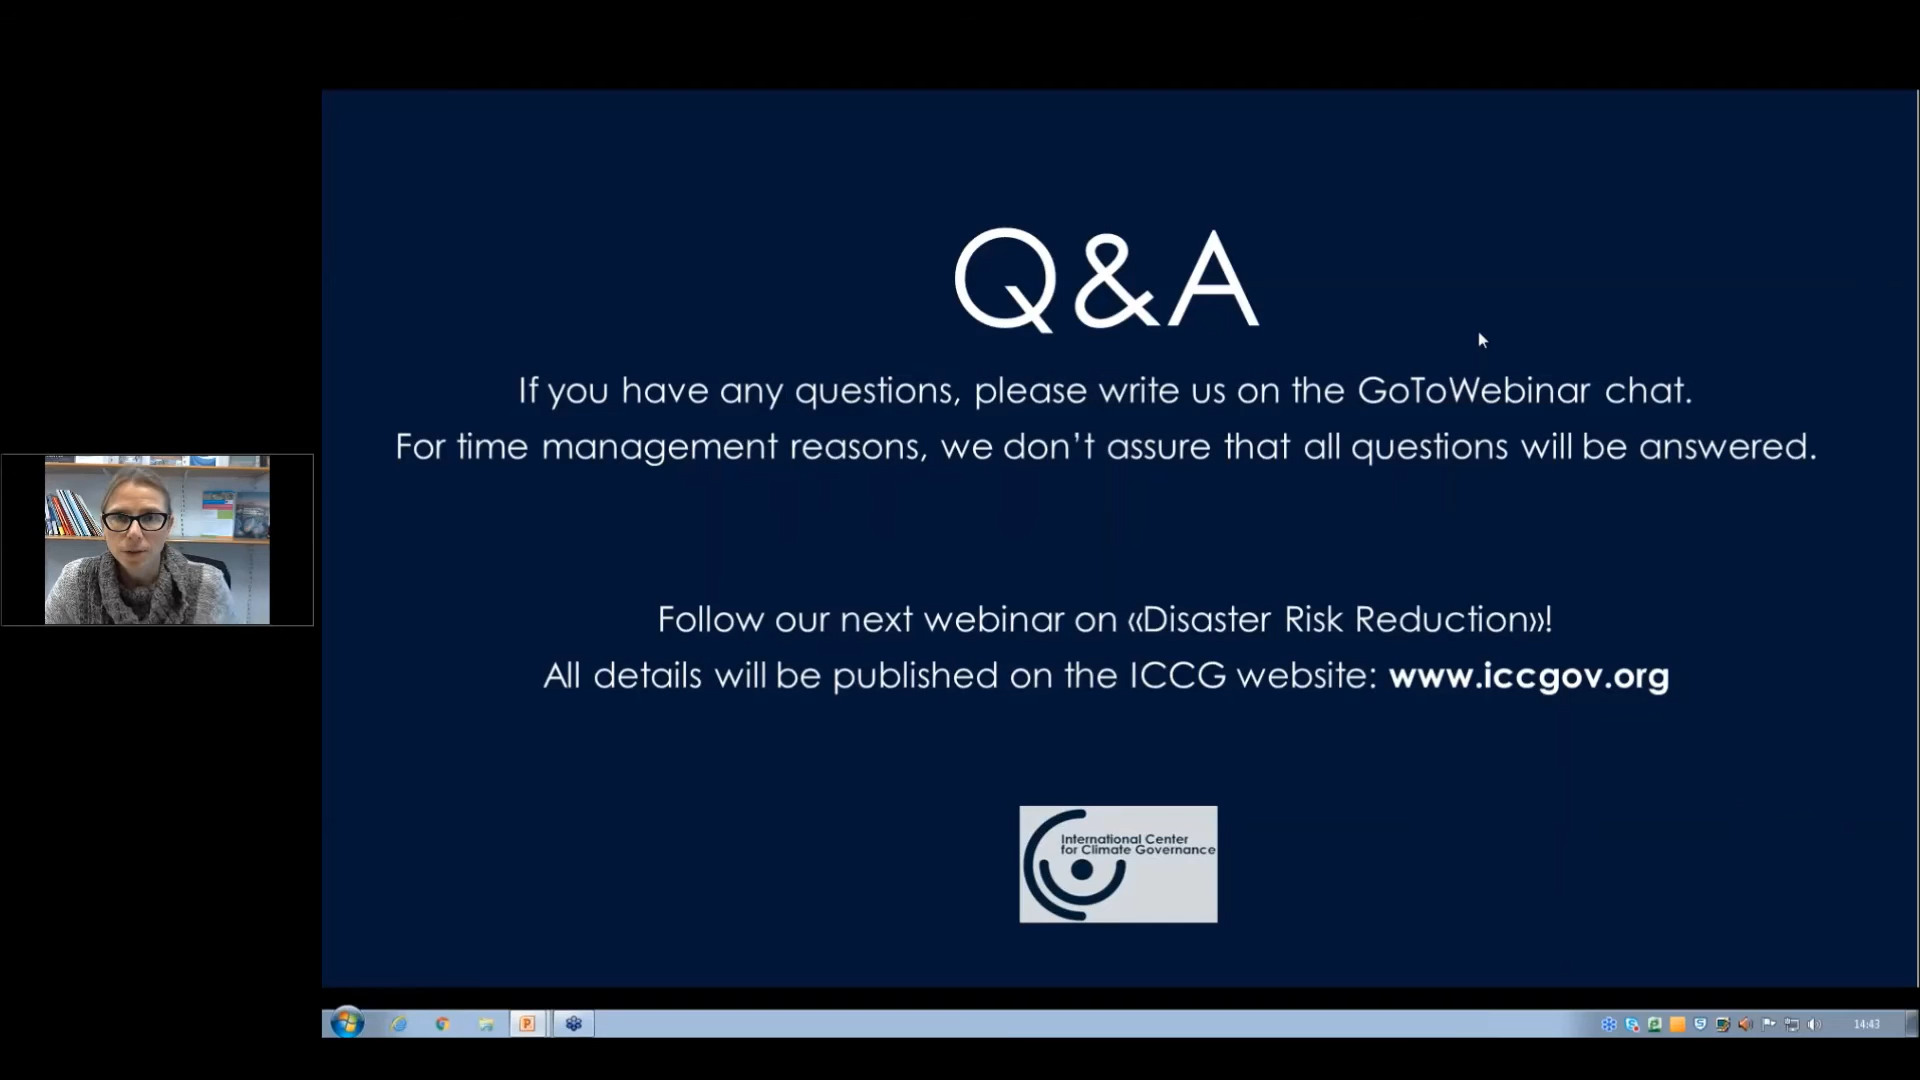 Q&A
If you have any questions, please write us on the GoToWebinar chat.
For time management reasons, we don’t assure that all questions will be answered.
Follow our next webinar on «Disaster Risk Reduction»!
All details will be published on the ICCG website: www.iccgov.org
International Center
for Climate Governance
14:43